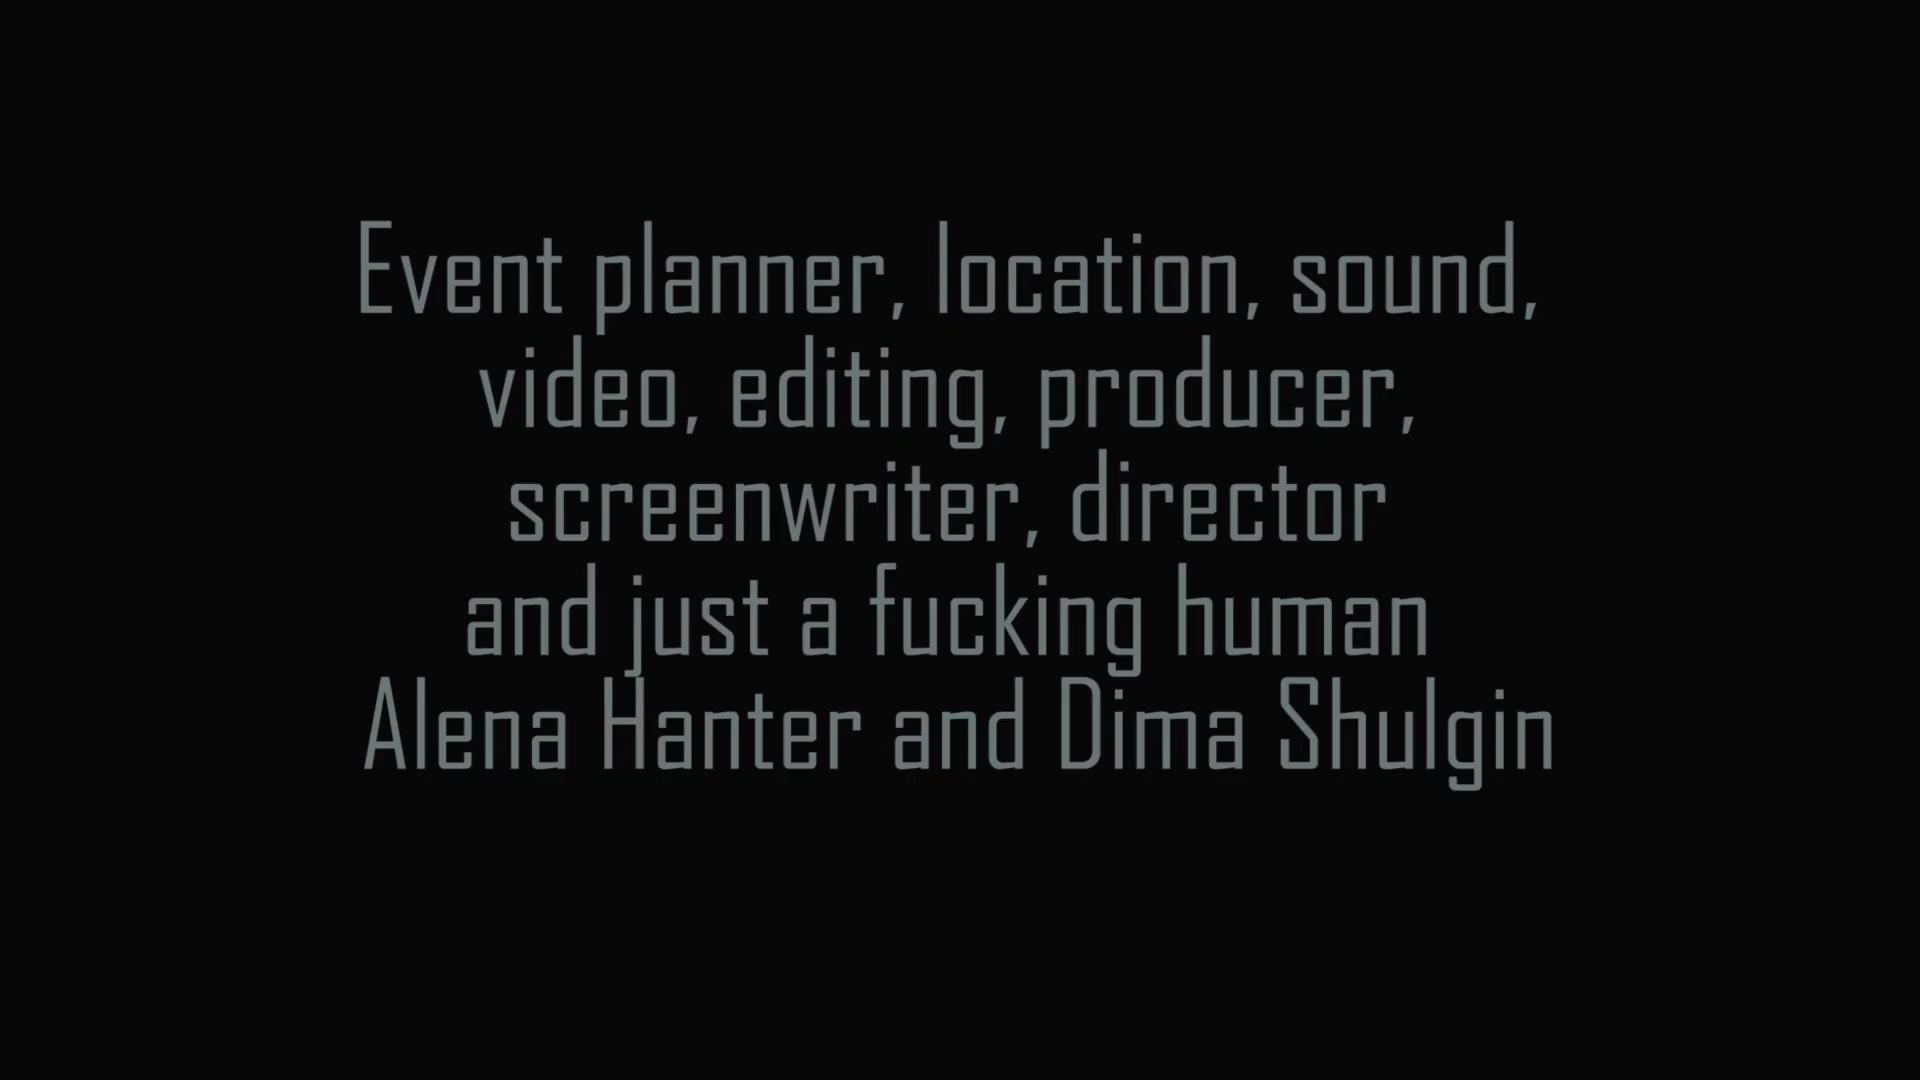 Event planner, location, sound,
video, editing, producer,
screenwriter, director
and just a fucking human
Alena Hanter and Dima Shulgin